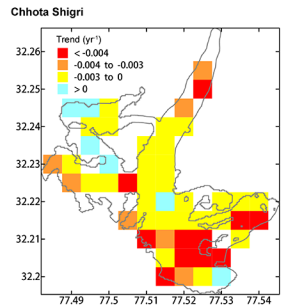 Chhota Shigri
Trend (yr⁻¹)
< -0.004
-0.004 to -0.003
-0.003 to 0
> 0
32.26
32.25
32.24
32.23
32.22
32.21
32.2
77.49 77.5 77.51 77.52 77.53 77.54